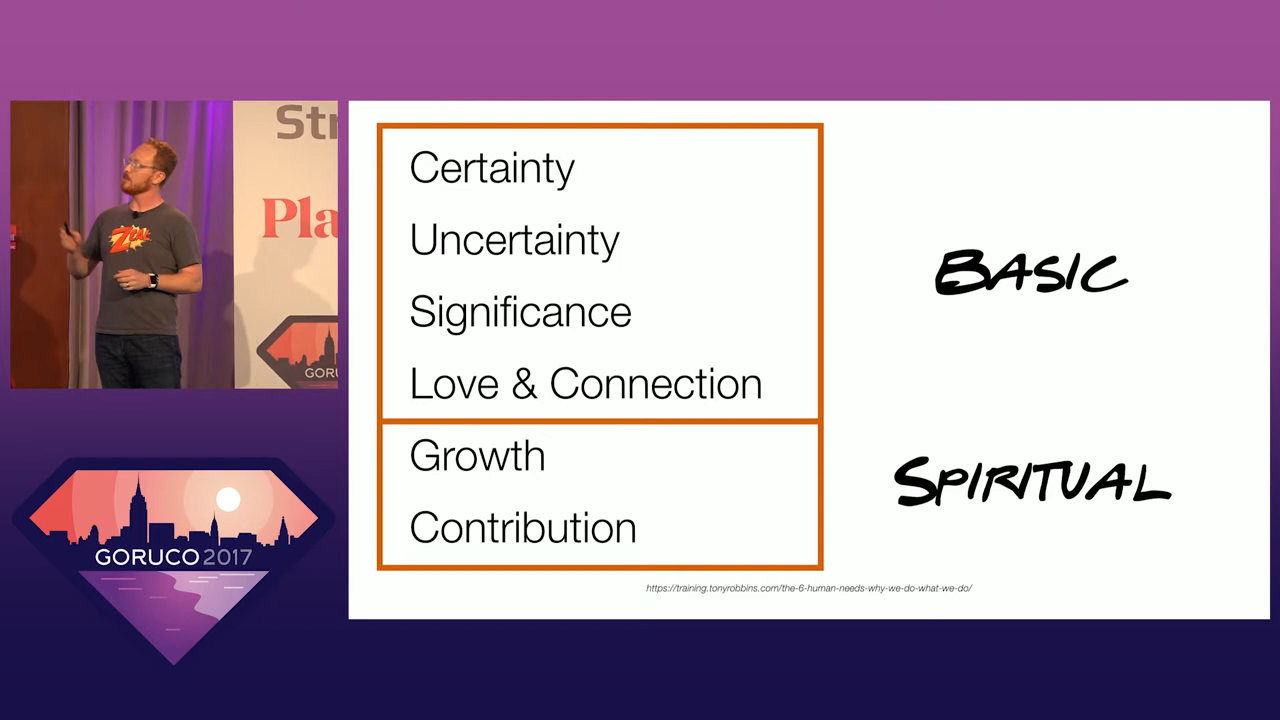 Certainty
Uncertainty
Significance
Love & Connection
Growth
Contribution
BASIC
SPIRITUAL
https://training.tonyrobbins.com/the-6-human-needs-why-we-do-what-we-do/
ZEAL
GORUCO 2017